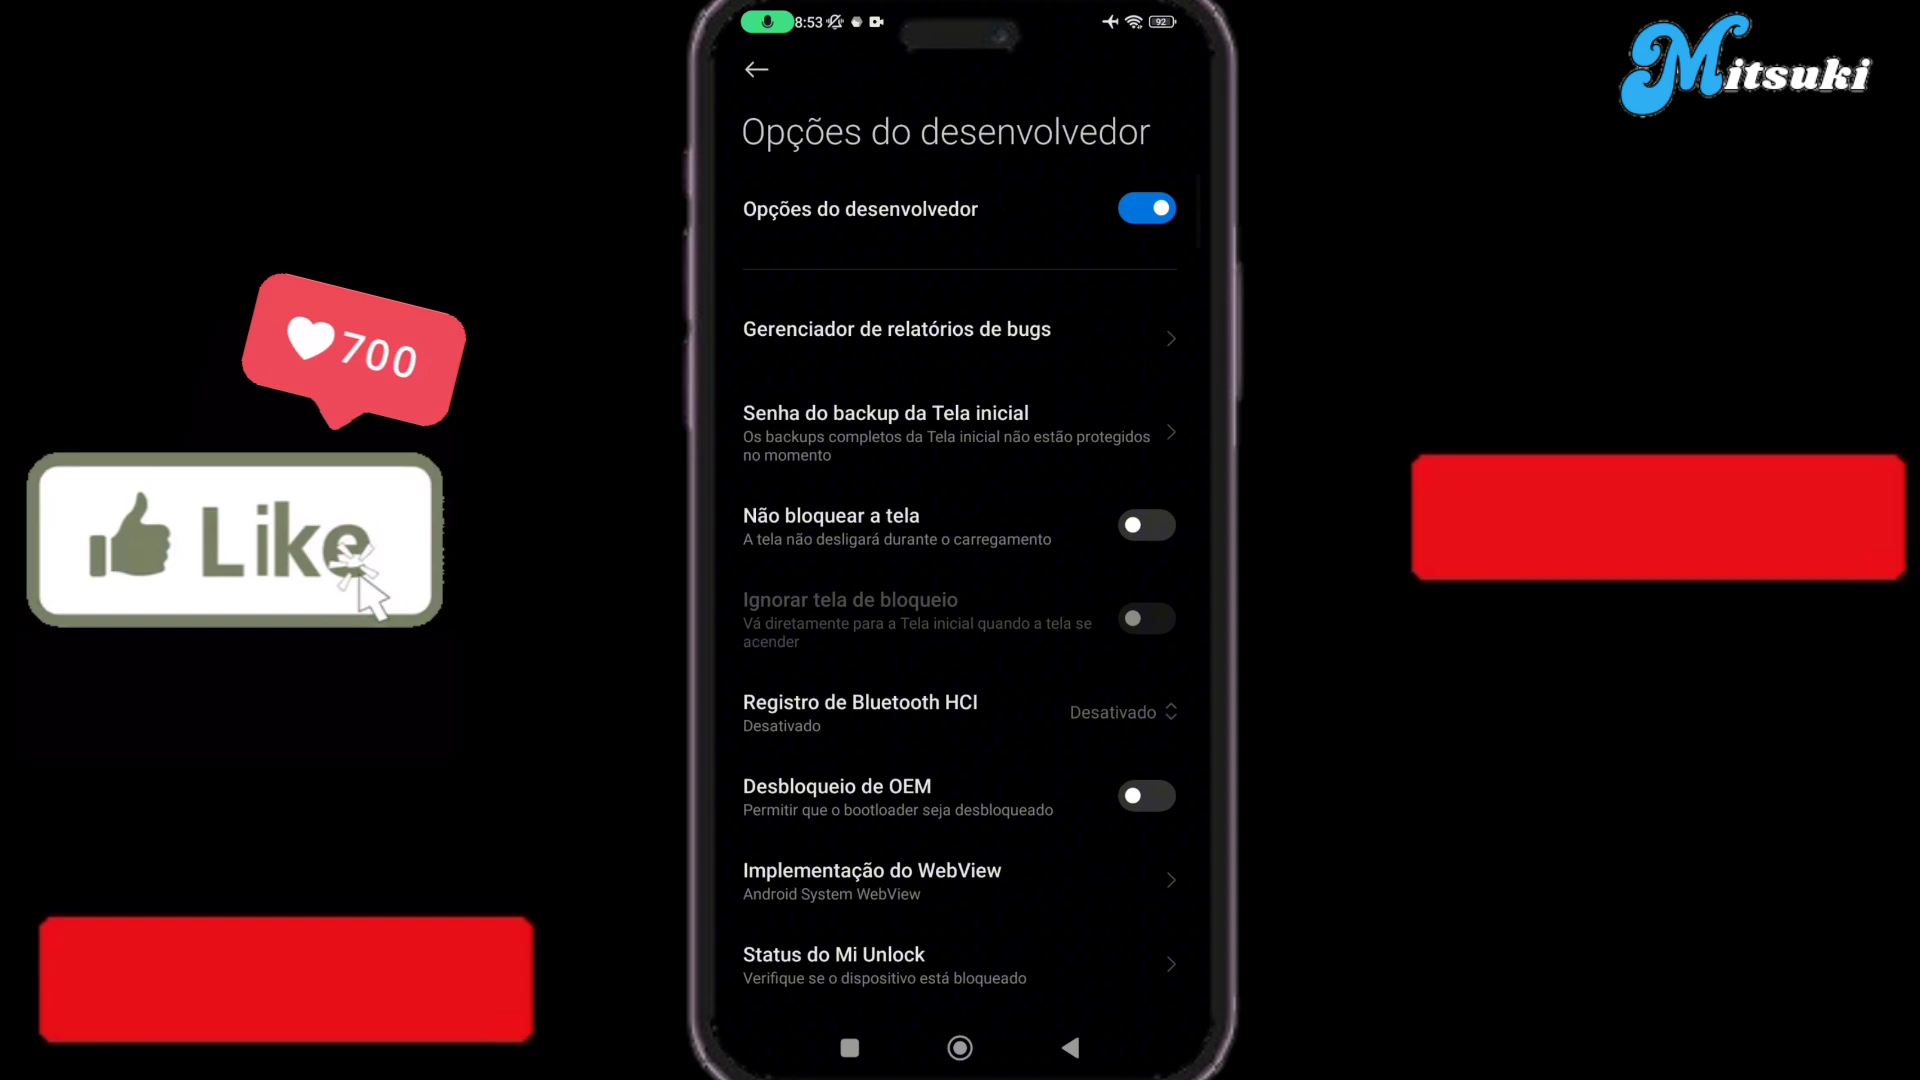 8:53
92
Mitsuki
Opções do desenvolvedor
Opções do desenvolvedor
Gerenciador de relatórios de bugs
Senha do backup da Tela inicial
Os backups completos da Tela inicial não estão protegidos
no momento
Não bloquear a tela
A tela não desligará durante o carregamento
Ignorar tela de bloqueio
Vá diretamente para a Tela inicial quando a tela se
acender
Registro de Bluetooth HCI
Desativado
Desativado
Desbloqueio de OEM
Permitir que o bootloader seja desbloqueado
Implementação do WebView
Android System WebView
Status do Mi Unlock
Verifique se o dispositivo está bloqueado
700
Like